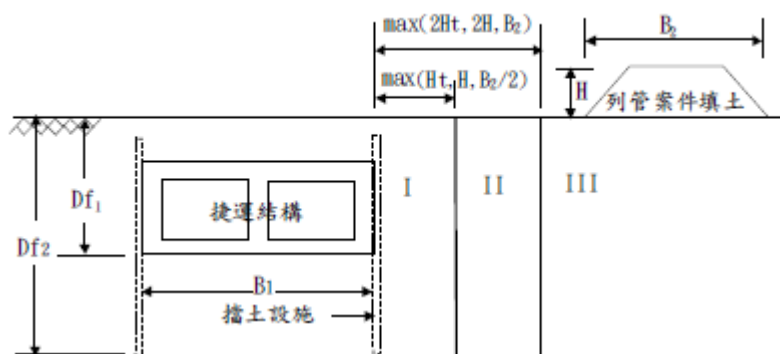 max(2Ht, 2H, B₂)
B₂
max(Ht, H, B₂/2)
H
列管案件填土
Df₁
I
II
III
捷運結構
Df2
B1
擋土設施